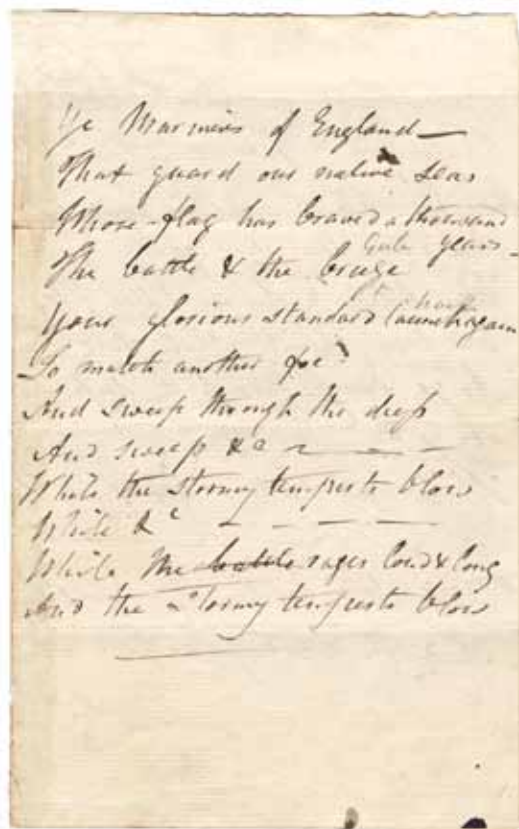 Ye Mariners of England —
That guard our native seas
Whose flag has braved a thousand years —
The battle & the breeze
Your glorious standard launch again
To match another foe
And sweep through the deep
And sweep &c — — — —
While the stormy tempests blow
While &c — — — — —
While the battle rages loud & long
And the stormy tempests blow